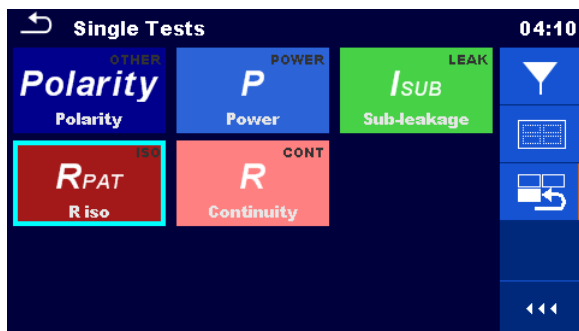 Single Tests
04:10
OTHER
Polarity
Polarity
POWER
P
Power
LEAK
ISUB
Sub-leakage
ISO
RPAT
R iso
CONT
R
Continuity